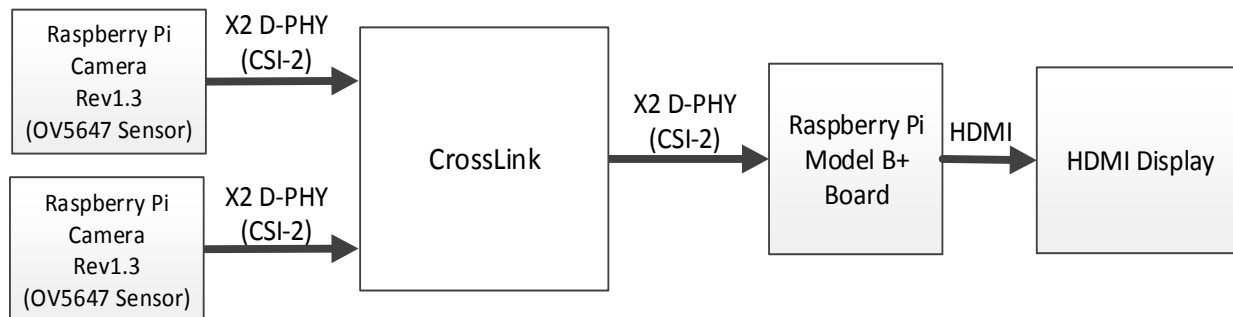 Raspberry Pi
Camera
Rev1.3
(OV5647 Sensor)
X2 D-PHY
(CSI-2)
Raspberry Pi
Camera
Rev1.3
(OV5647 Sensor)
X2 D-PHY
(CSI-2)
CrossLink
X2 D-PHY
(CSI-2)
Raspberry Pi
Model B+
Board
HDMI
HDMI Display